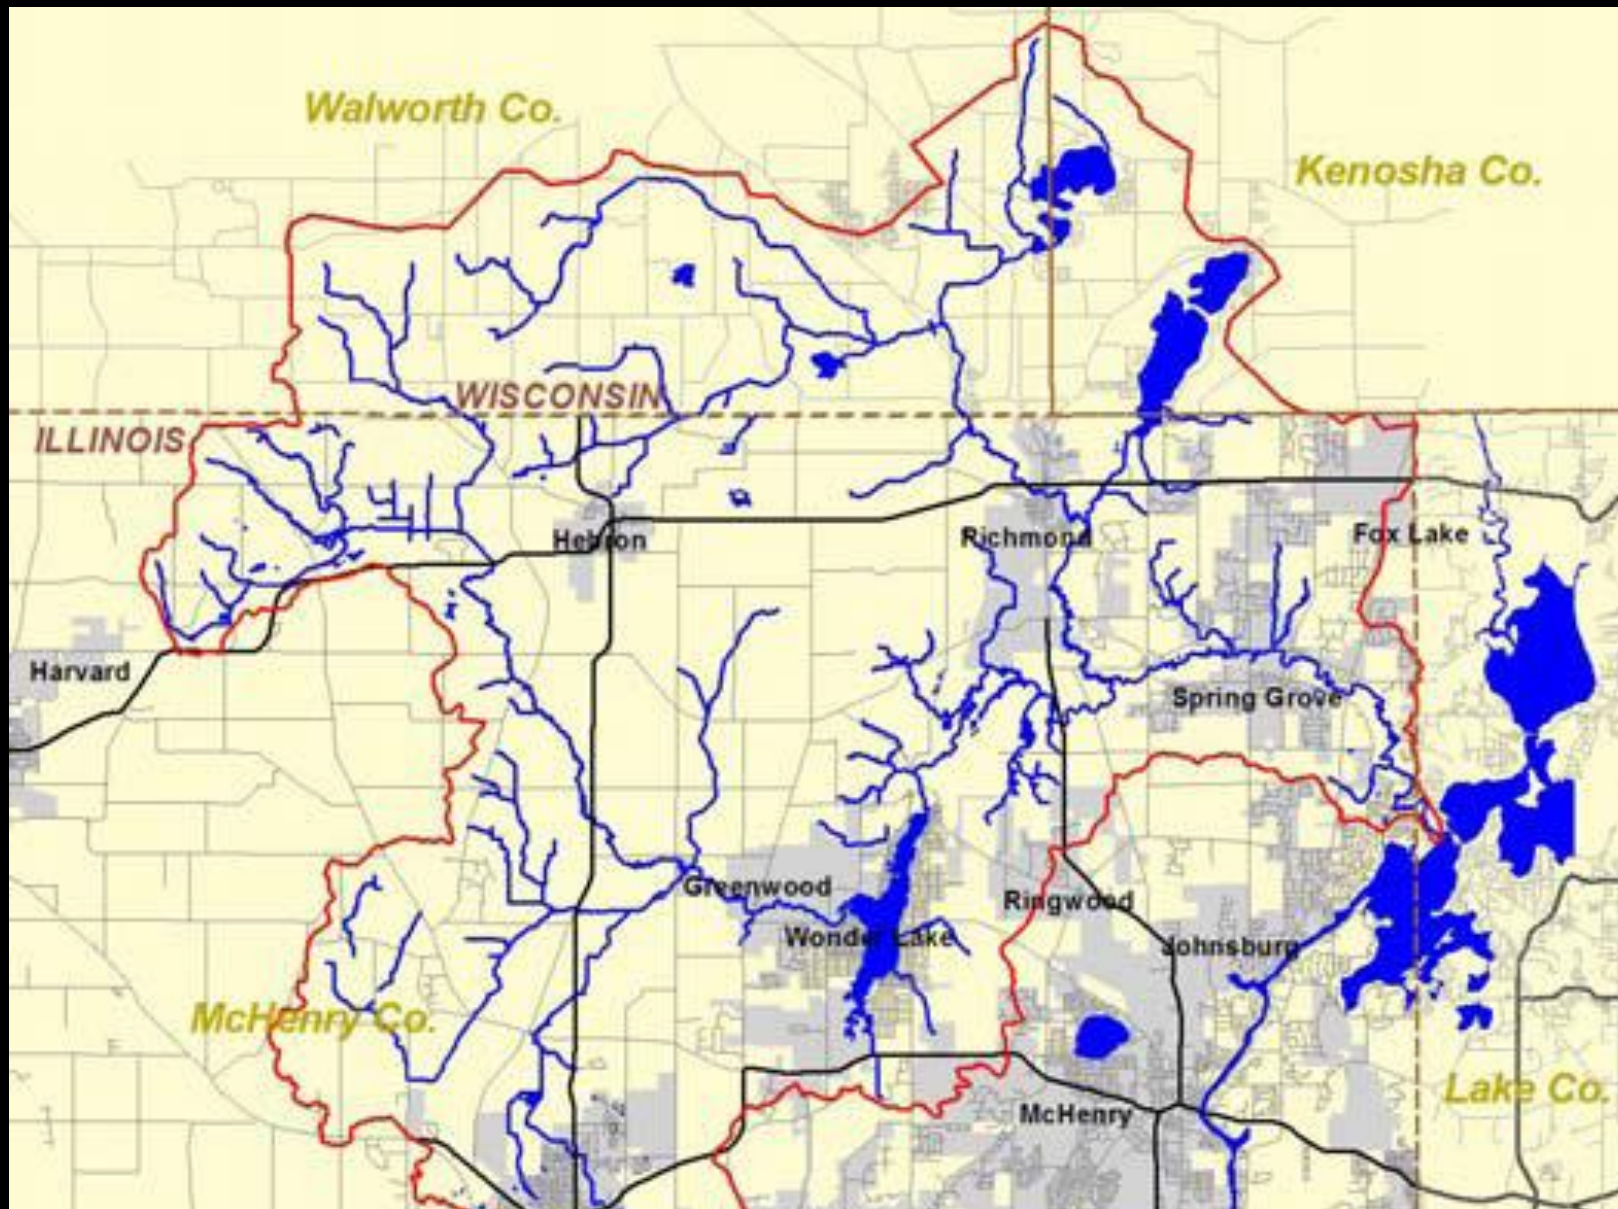 Walworth Co.
Kenosha Co.
WISCONSIN
ILLINOIS
Hebron
Richmond
Fox Lake
Harvard
Spring Grove
Greenwood
Ringwood
Wonder Lake
Johnsburg
McHenry Co.
Lake Co.
McHenry